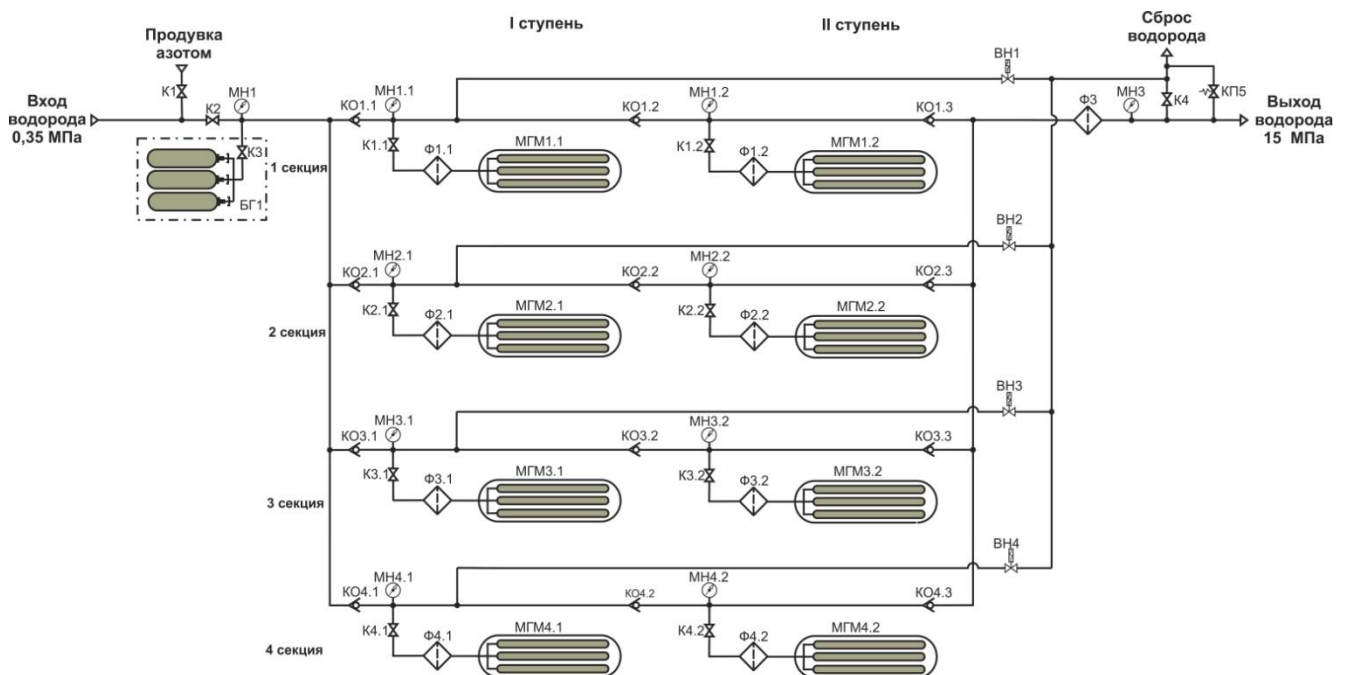 I ступень
II ступень
Сброс
водорода
Продувка
азотом
ВН1
К1
К2
МН1
МН1.1
МН1.2
МН3
К4
КП5
Вход
водорода
0,35 МПа
КО1.1
КО1.2
КО1.3
Ф3
Выход
водорода
15 МПа
К3
К1.1
Ф1.1
МГМ1.1
К1.2
Ф1.2
МГМ1.2
1 секция
БГ1
ВН2
КО2.1
МН2.1
КО2.2
МН2.2
КО2.3
К2.1
Ф2.1
МГМ2.1
К2.2
Ф2.2
МГМ2.2
2 секция
ВН3
КО3.1
МН3.1
КО3.2
МН3.2
КО3.3
К3.1
Ф3.1
МГМ3.1
К3.2
Ф3.2
МГМ3.2
3 секция
ВН4
КО4.1
МН4.1
КО4.2
МН4.2
КО4.3
К4.1
Ф4.1
МГМ4.1
К4.2
Ф4.2
МГМ4.2
4 секция